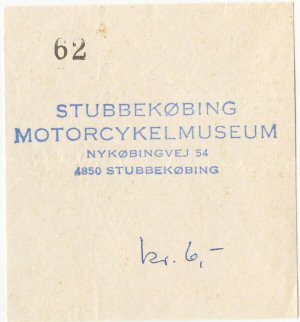 62
STUBBEKØBING
MOTORCYKELMUSEUM
NYKØBINGVEJ 54
4850 STUBBEKØBING
kr. 6,-